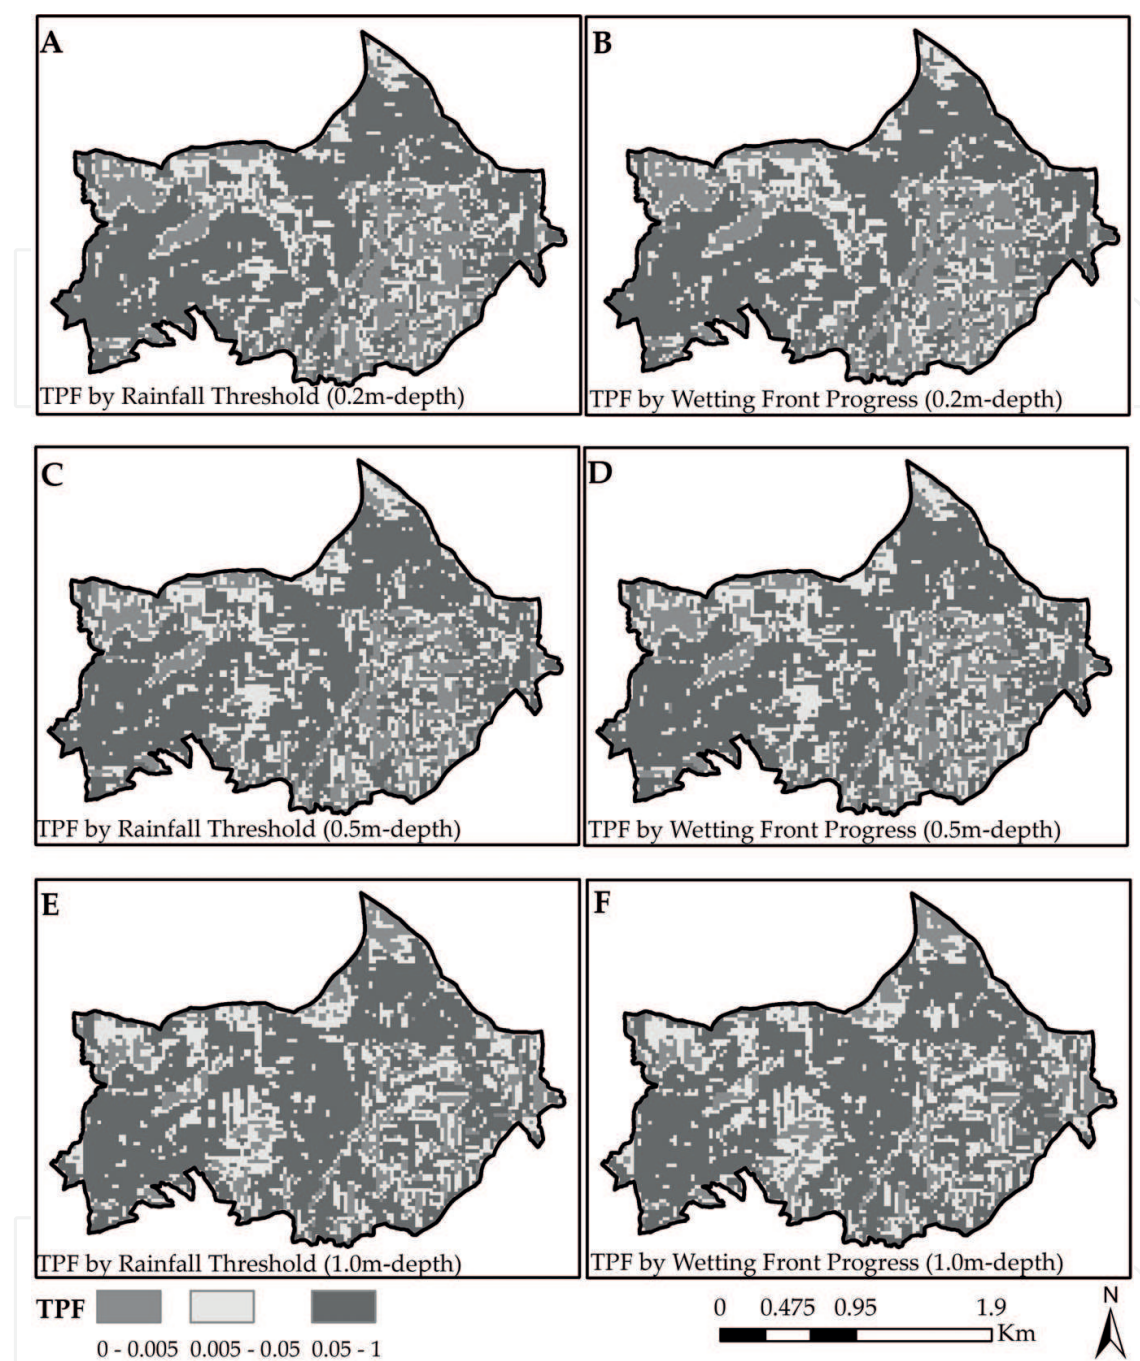 A
B
TPF by Rainfall Threshold (0.2m-depth)
TPF by Wetting Front Progress (0.2m-depth)
C
D
TPF by Rainfall Threshold (0.5m-depth)
TPF by Wetting Front Progress (0.5m-depth)
E
F
TPF by Rainfall Threshold (1.0m-depth)
TPF by Wetting Front Progress (1.0m-depth)
TPF
0 - 0.005 0.005 - 0.05 0.05 - 1
0 0.475 0.95 1.9
Km
N